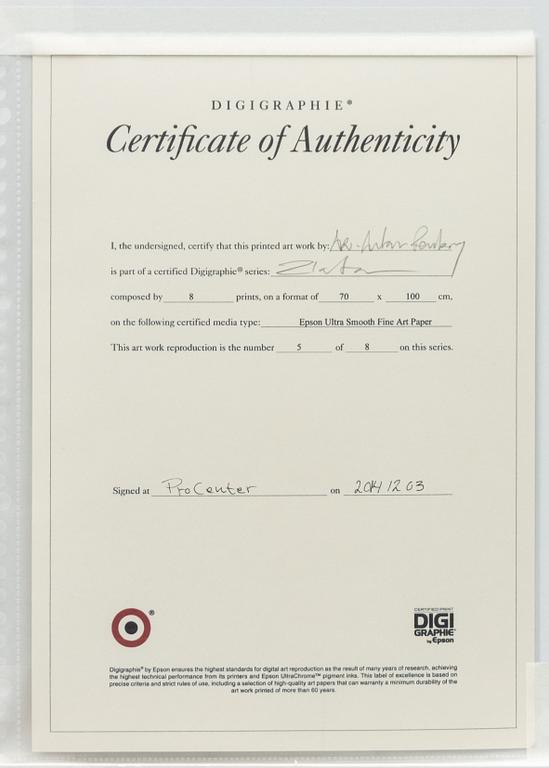 DIGIGRAPHIE®
Certificate of Authenticity
I, the undersigned, certify that this printed art work by:
is part of a certified Digigraphie® series: Zlatan
composed by 8 prints, on a format of 70 x 100 cm,
on the following certified media type: Epson Ultra Smooth Fine Art Paper
This art work reproduction is the number 5 of 8 on this series.
Signed at ProCenter on 2014 12 03
®
CERTIFIED PRINT
DIGI
GRAPHIE
by Epson
Digigraphie® by Epson ensures the highest standards for digital art reproduction as the result of many years of research, achieving
the highest technical performance from its printers and Epson UltraChrome™ pigment inks. This label of excellence is based on
precise criteria and strict rules of use, including a selection of high-quality art papers that can warranty a minimum durability of the
art work printed of more than 60 years.